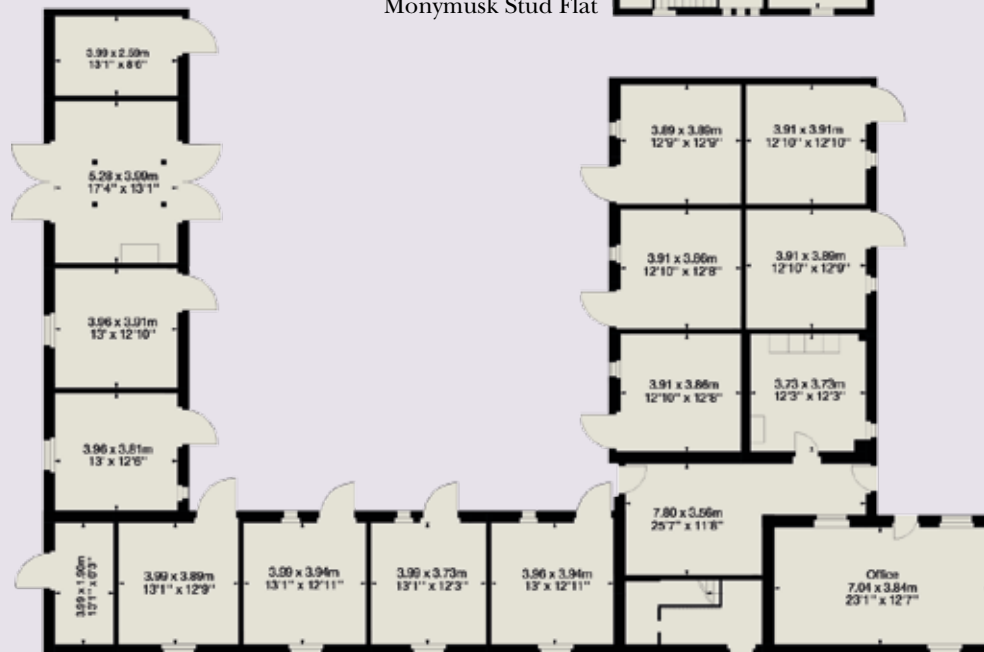 Monymusk Stud Flat
3.99 x 2.59m
13'1" x 8'6"
5.28 x 3.99m
17'4" x 13'1"
3.96 x 3.91m
13' x 12'10"
3.96 x 3.81m
13' x 12'6"
3.89 x 3.89m
12'9" x 12'9"
3.91 x 3.91m
12'10" x 12'10"
3.91 x 3.86m
12'10" x 12'8"
3.91 x 3.89m
12'10" x 12'9"
3.91 x 3.86m
12'10" x 12'8"
3.73 x 3.73m
12'3" x 12'3"
7.80 x 3.56m
25'7" x 11'8"
3.99 x 1.90m
13'1" x 6'3"
3.99 x 3.89m
13'1" x 12'9"
3.99 x 3.94m
13'1" x 12'11"
3.99 x 3.73m
13'1" x 12'3"
3.96 x 3.94m
13' x 12'11"
Office
7.04 x 3.84m
23'1" x 12'7"